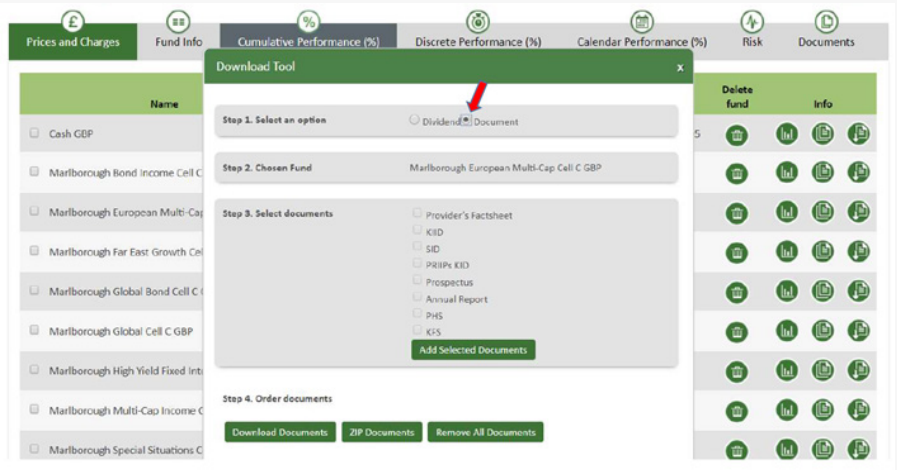 £
%
Prices and Charges Fund Info Cumulative Performance (%) Discrete Performance (%) Calendar Performance (%) Risk Documents
Download Tool x
Name Delete fund Info
Step 1. Select an option Dividend Document
Cash GBP 5
Step 2. Chosen Fund Marlborough European Multi-Cap Cell C GBP
Marlborough Bond Income Cell C
Step 3. Select documents Provider's Factsheet
Marlborough European Multi-Cap
KIID
SID
Marlborough Far East Growth Cel
PRIIPs KID
Prospectus
Marlborough Global Bond Cell C
Annual Report
PHS
KFS
Marlborough Global Cell C GBP
Add Selected Documents
Marlborough High Yield Fixed Int
Step 4. Order documents
Marlborough Multi-Cap Income C
Download Documents ZIP Documents Remove All Documents
Marlborough Special Situations C